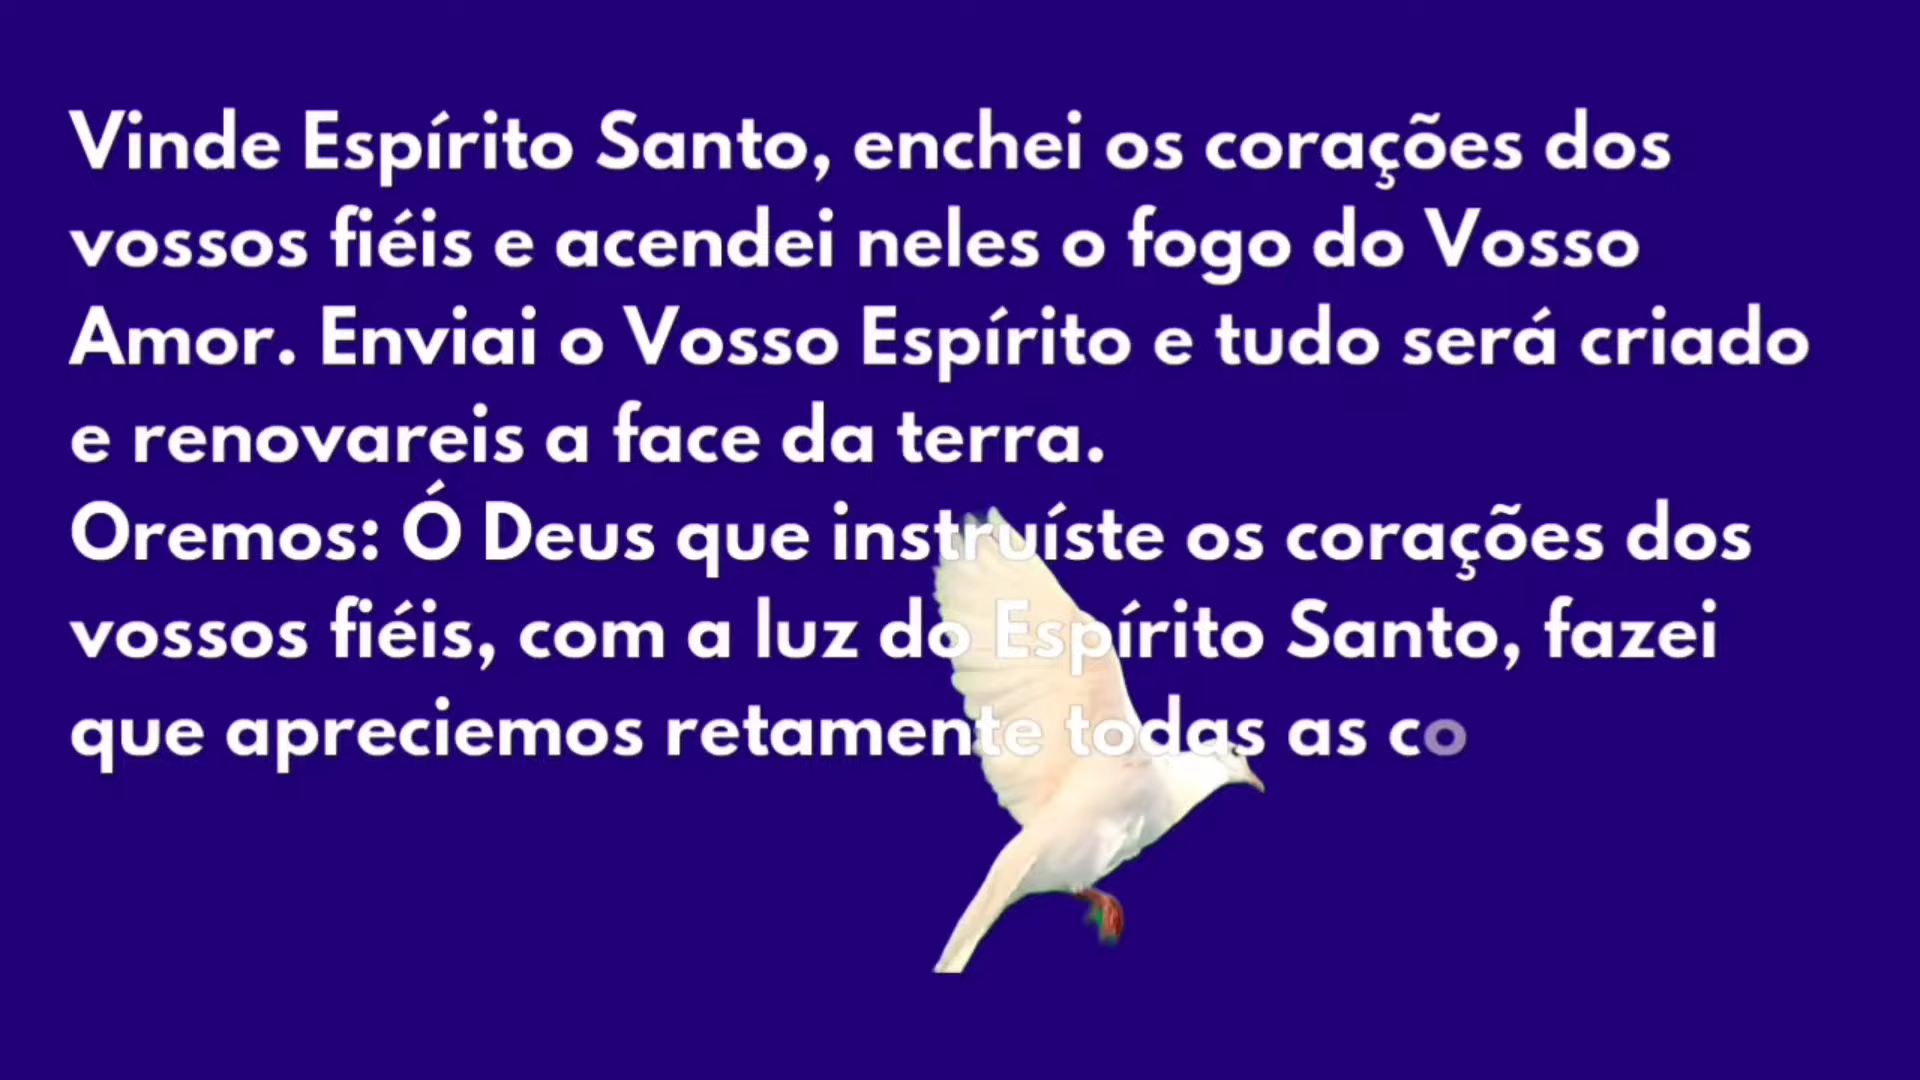 Vinde Espírito Santo, enchei os corações dos
vossos fiéis e acendei neles o fogo do Vosso
Amor. Enviai o Vosso Espírito e tudo será criado
e renovareis a face da terra.
Oremos: Ó Deus que instruíste os corações dos
vossos fiéis, com a luz do Espírito Santo, fazei
que apreciemos retamente todas as co